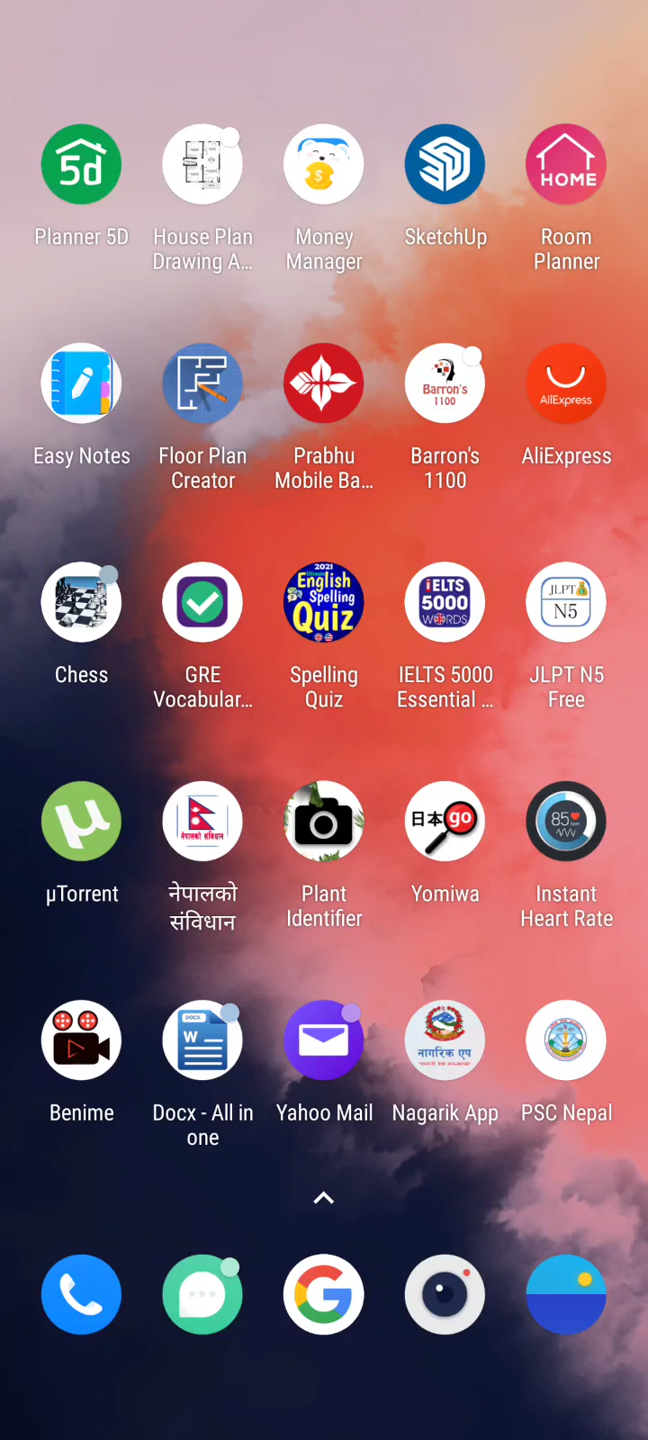 5d
HOME
Planner 5D
House Plan
Drawing A...
Money
Manager
SketchUp
Room
Planner
Barron's
1100
AliExpress
Easy Notes
Floor Plan
Creator
Prabhu
Mobile Ba...
Barron's
1100
AliExpress
2021
English
Spelling
Quiz
iELTS
5000
WORDS
JLPT
N5
Chess
GRE
Vocabular...
Spelling
Quiz
IELTS 5000
Essential ...
JLPT N5
Free
µ
नेपालको संविधान
日本go
85
µTorrent
नेपालको
संविधान
Plant
Identifier
Yomiwa
Instant
Heart Rate
DOCX
W
नागरिक एप
Benime
Docx - All in
one
Yahoo Mail
Nagarik App
PSC Nepal
G